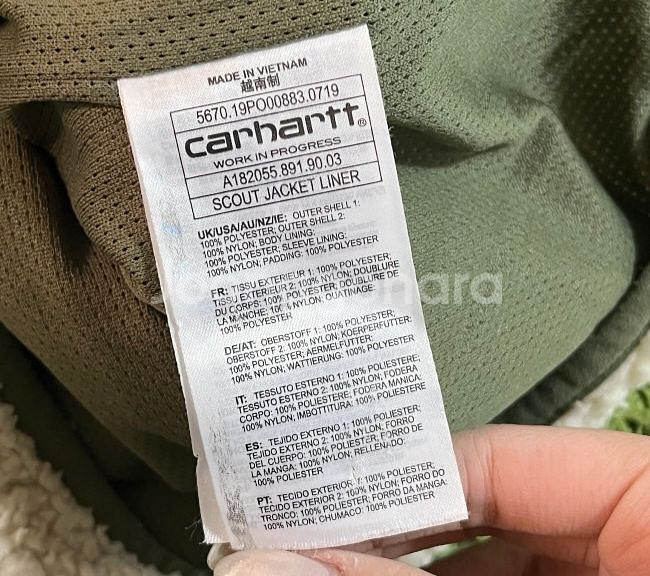 MADE IN VIETNAM
越南制
5670.19PO00883.0719
carhartt®
WORK IN PROGRESS
A182055.891.90.03
SCOUT JACKET LINER
UK/USA/AU/NZ/IE: OUTER SHELL 1:
100% POLYESTER; OUTER SHELL 2:
100% NYLON; BODY LINING:
100% POLYESTER; SLEEVE LINING:
100% NYLON; PADDING: 100% POLYESTER
FR: TISSU EXTERIEUR 1: 100% POLYESTER;
TISSU EXTERIEUR 2: 100% NYLON; DOUBLURE
DU CORPS: 100% POLYESTER; DOUBLURE DE
LA MANCHE: 100% NYLON; OUATINAGE:
100% POLYESTER
DE/AT: OBERSTOFF 1: 100% POLYESTER;
OBERSTOFF 2: 100% NYLON; KOERPERFUTTER:
100% POLYESTER; AERMELFUTTER:
100% NYLON; WATTIERUNG: 100% POLYESTER
IT: TESSUTO ESTERNO 1: 100% POLIESTERE;
TESSUTO ESTERNO 2: 100% NYLON; FODERA
CORPO: 100% POLIESTERE; FODERA MANICA:
100% NYLON; IMBOTTITURA: 100% POLIESTERE
ES: TEJIDO EXTERNO 1: 100% POLIESTER;
TEJIDO EXTERNO 2: 100% NYLON; FORRO
DEL CUERPO: 100% POLIESTER; FORRO DE
LA MANGA: 100% NYLON; RELLENADO:
100% POLIESTER
PT: TECIDO EXTERIOR 1: 100% POLIESTER;
TECIDO EXTERIOR 2: 100% NYLON; FORRO DO
TRONCO: 100% POLIESTER; FORRO DA MANGA:
100% NYLON; CHUMACO: 100% POLIESTER